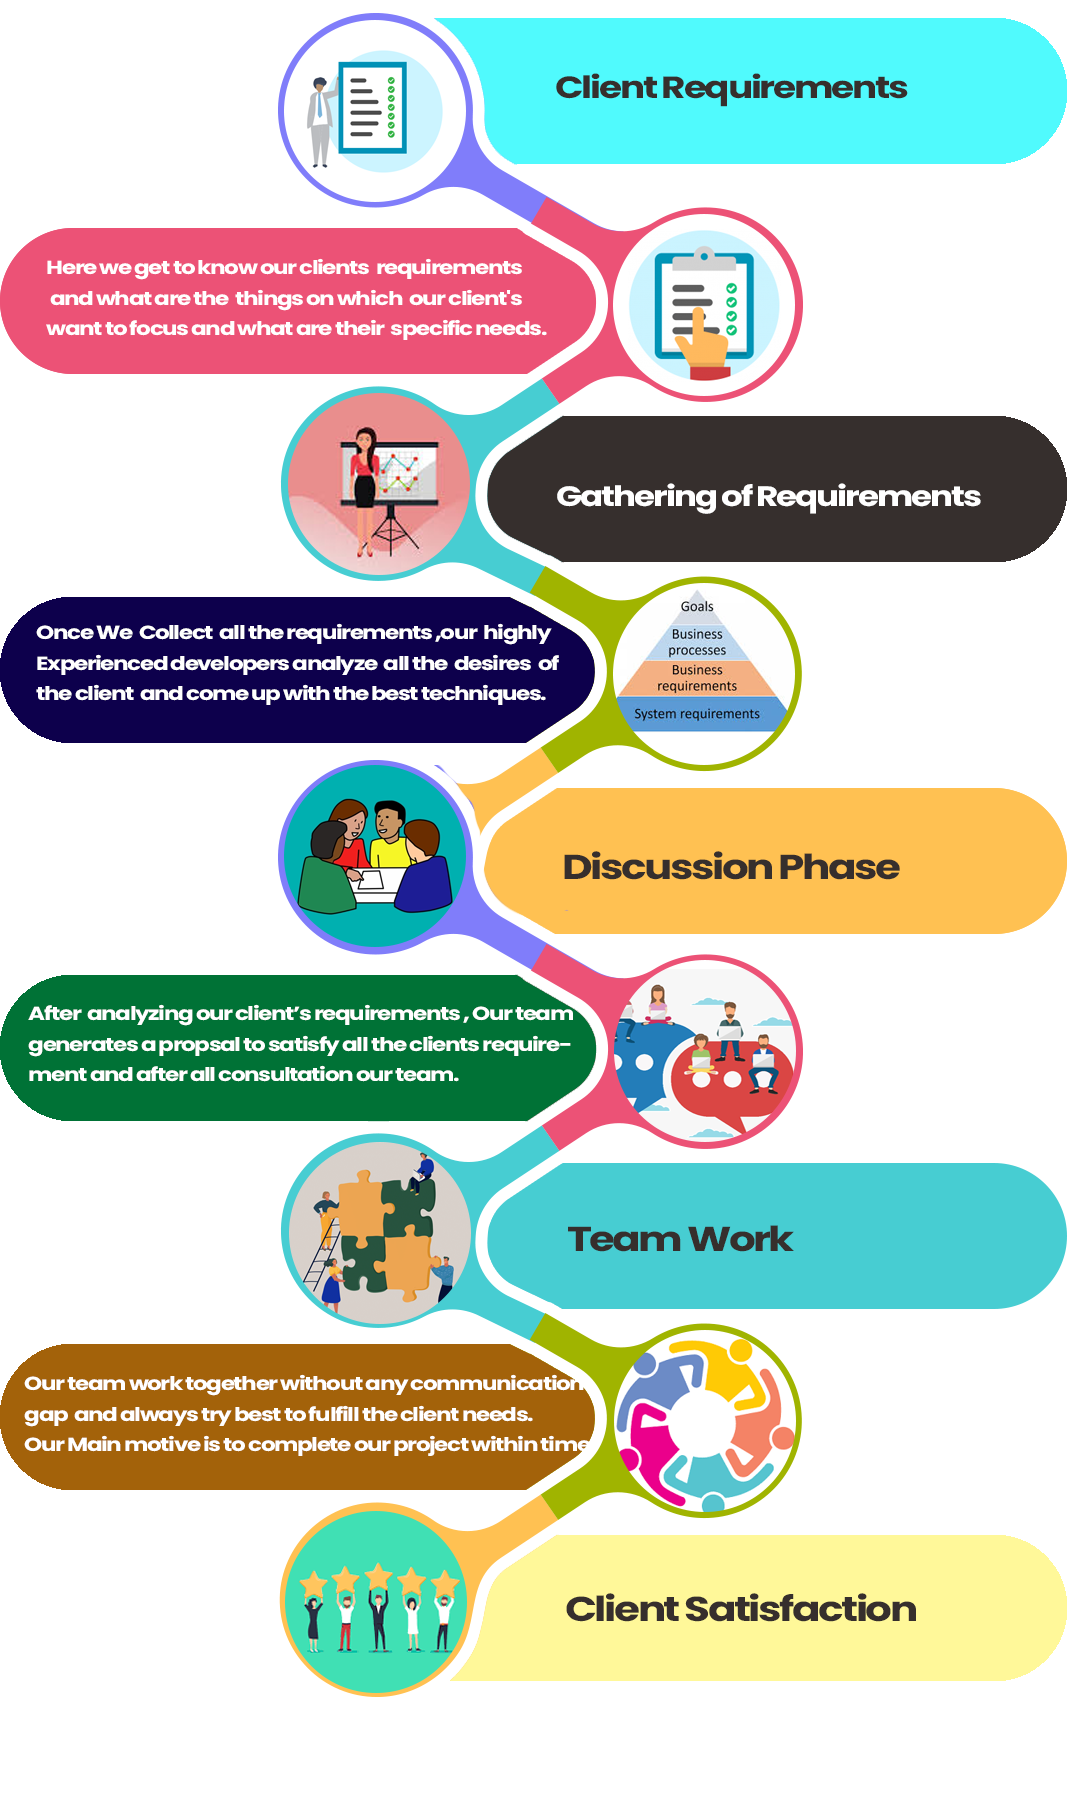 Client Requirements
Here we get to know our clients requirements
and what are the things on which our client's
want to focus and what are their specific needs.
Gathering of Requirements
Once We Collect all the requirements ,our highly
Experienced developers analyze all the desires of
the client and come up with the best techniques.
Goals
Business
processes
Business
requirements
System requirements
Discussion Phase
After analyzing our client’s requirements , Our team
generates a propsal to satisfy all the clients require-
ment and after all consultation our team.
Team Work
Our team work together without any communication
gap and always try best to fulfill the client needs.
Our Main motive is to complete our project within time
Client Satisfaction